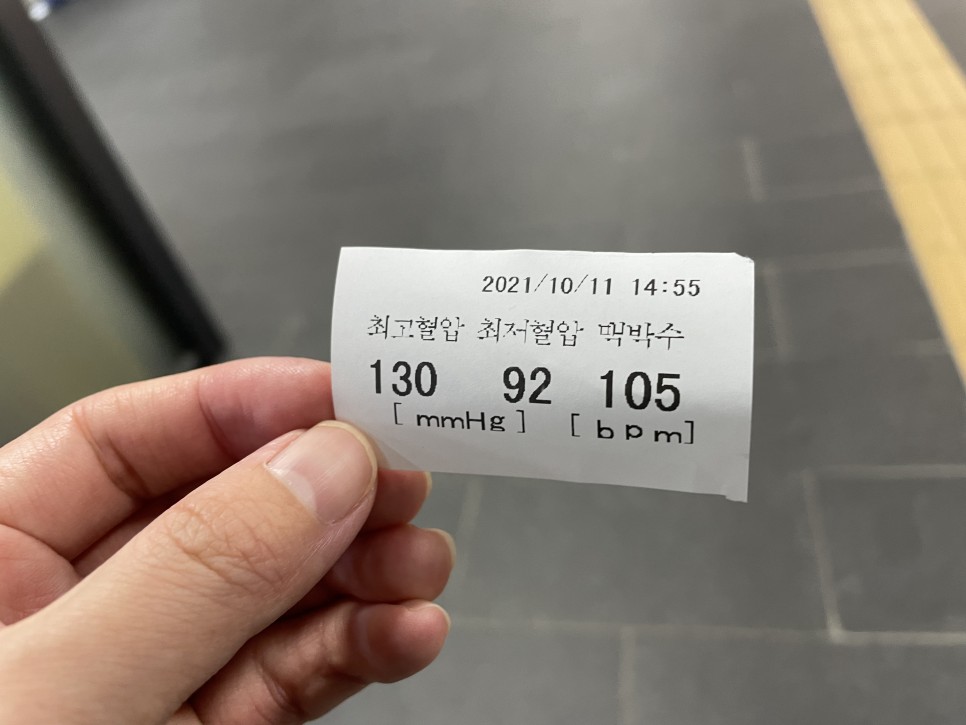 2021/10/11 14:55
최고혈압 최저혈압 맥박수
130 92 105
[ mmHg ] [ bpm]